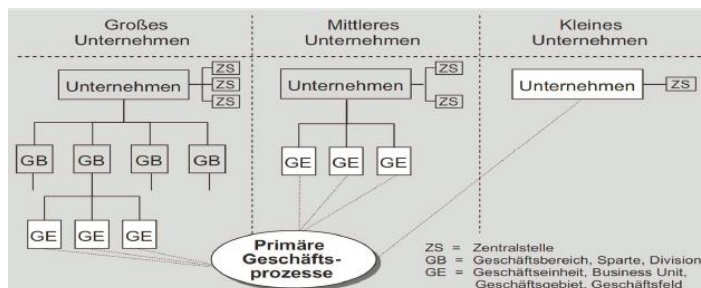 Großes
Unternehmen
Mittleres
Unternehmen
Kleines
Unternehmen
Unternehmen
ZS
ZS
ZS
Unternehmen
ZS
ZS
Unternehmen
ZS
GB
GB
GB
GB
GE
GE
GE
GE
GE
GE
Primäre
Geschäfts-
prozesse
ZS = Zentralstelle
GB = Geschäftsbereich, Sparte, Division
GE = Geschäftseinheit, Business Unit,
Geschäftsgebiet, Geschäftsfeld